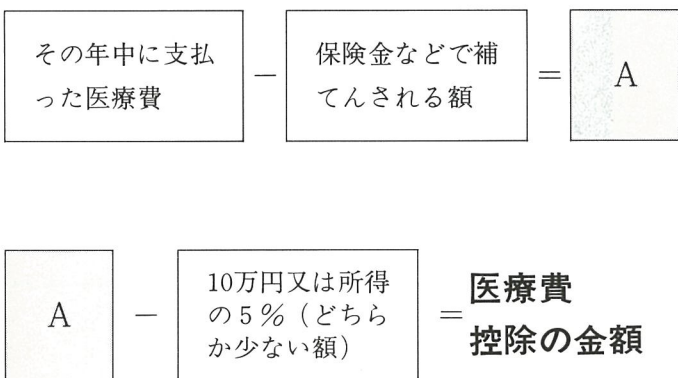 その年中に支払
った医療費
−
保険金などで補
てんされる額
=
A
A
−
10万円又は所得
の5%（どちら
か少ない額）
=
医療費
控除の金額